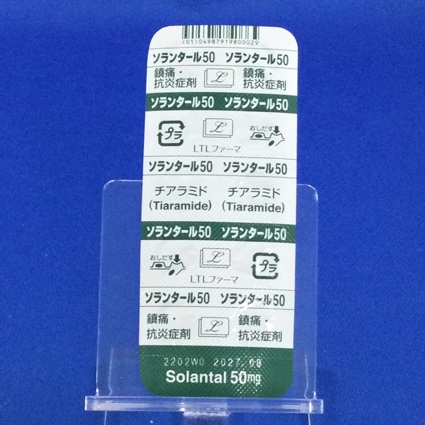 (01)04987919800029
ソランタール50 ソランタール50
鎮痛・ 鎮痛・
抗炎症剤 抗炎症剤
ソランタール50 ソランタール50
プラ おしだす
LTLファーマ
ソランタール50 ソランタール50
チアラミド チアラミド
(Tiaramide) (Tiaramide)
ソランタール50 ソランタール50
おしだす プラ
LTLファーマ
ソランタール50 ソランタール50
鎮痛・ 鎮痛・
抗炎症剤 抗炎症剤
2202W0 2027.08
Solantal 50mg